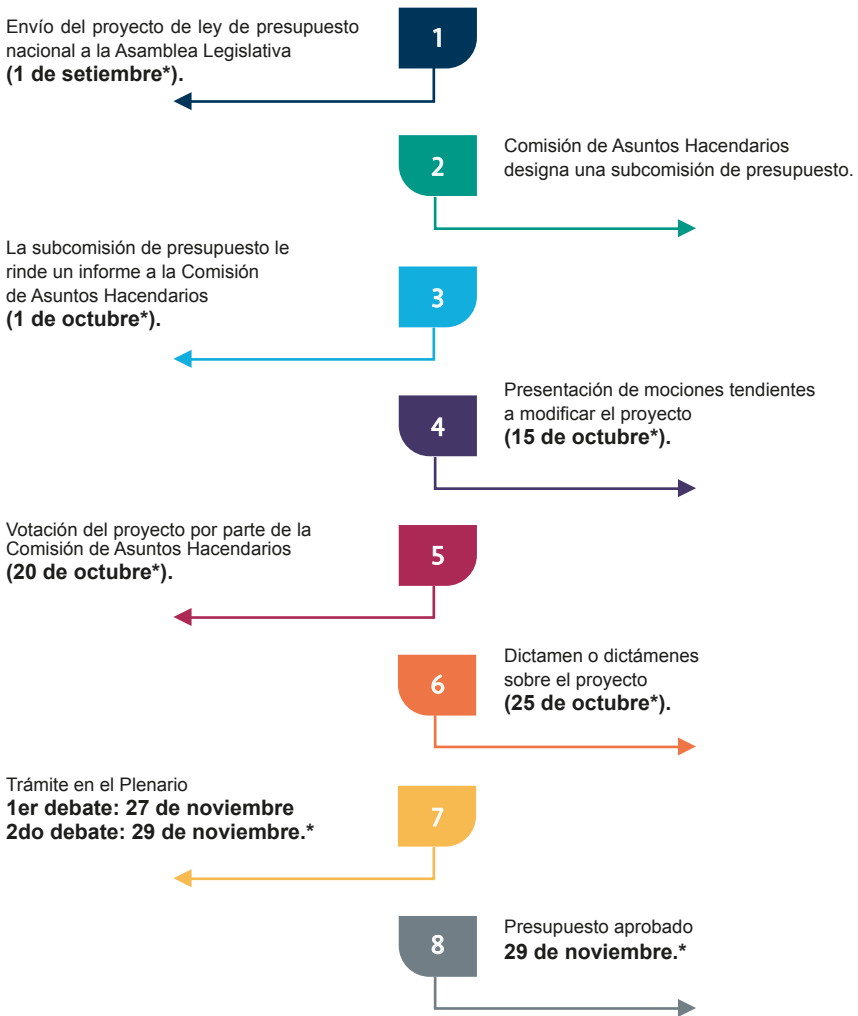 Envío del proyecto de ley de presupuesto
nacional a la Asamblea Legislativa
(1 de setiembre*).
1
2
Comisión de Asuntos Hacendarios
designa una subcomisión de presupuesto.
La subcomisión de presupuesto le
rinde un informe a la Comisión
de Asuntos Hacendarios
(1 de octubre*).
3
4
Presentación de mociones tendientes
a modificar el proyecto
(15 de octubre*).
Votación del proyecto por parte de la
Comisión de Asuntos Hacendarios
(20 de octubre*).
5
6
Dictamen o dictámenes
sobre el proyecto
(25 de octubre*).
Trámite en el Plenario
1er debate: 27 de noviembre
2do debate: 29 de noviembre.*
7
8
Presupuesto aprobado
29 de noviembre.*